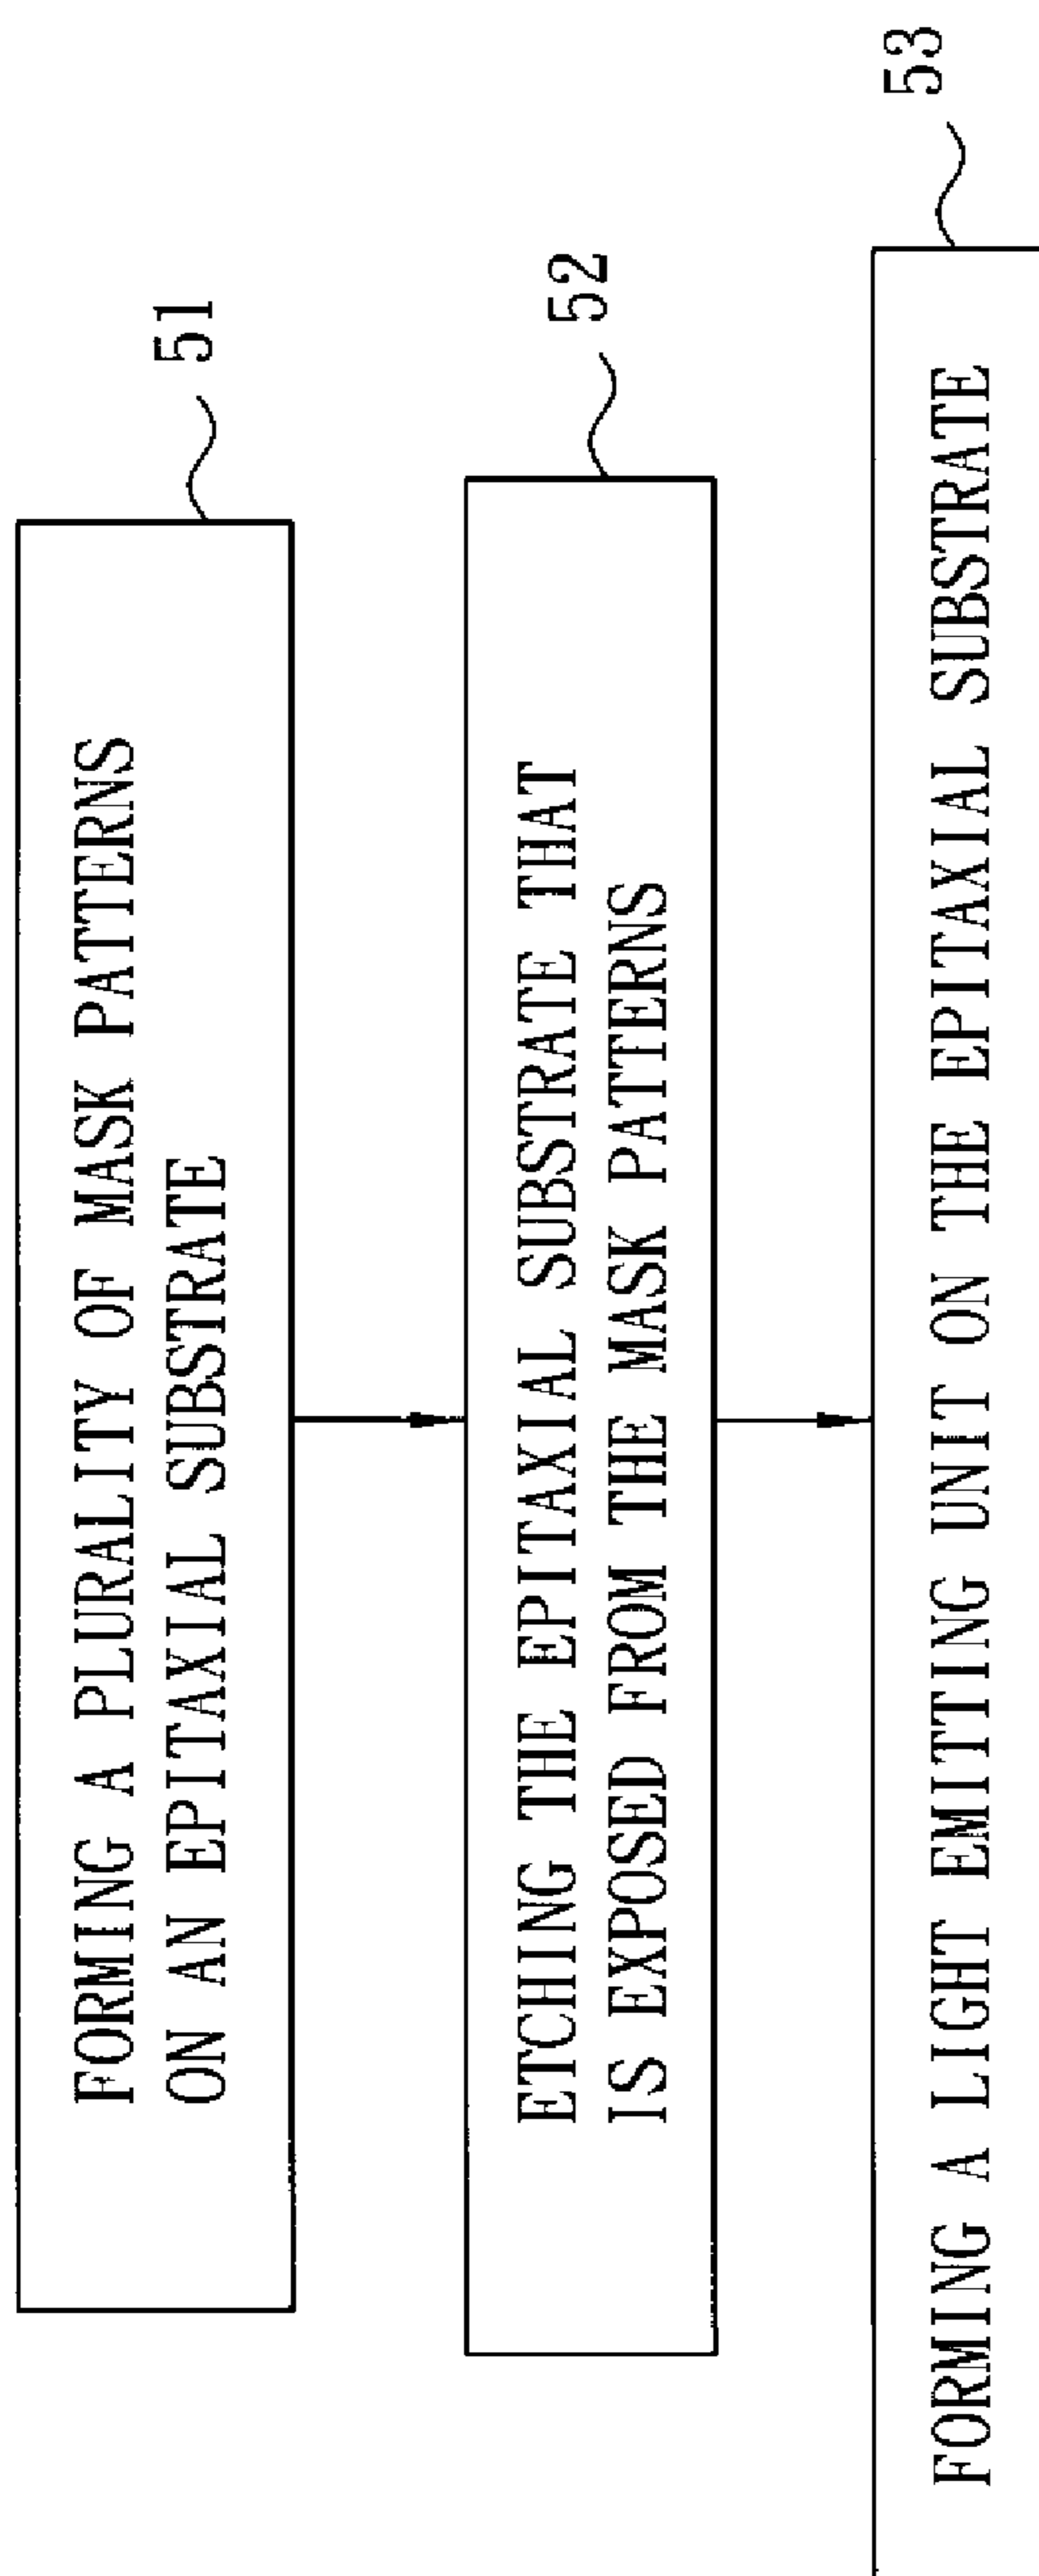 FORMING A PLURALITY OF MASK PATTERNS
ON AN EPITAXIAL SUBSTRATE
51
ETCHING THE EPITAXIAL SUBSTRATE THAT
IS EXPOSED FROM THE MASK PATTERNS
52
FORMING A LIGHT EMITTING UNIT ON THE EPITAXIAL SUBSTRATE
53